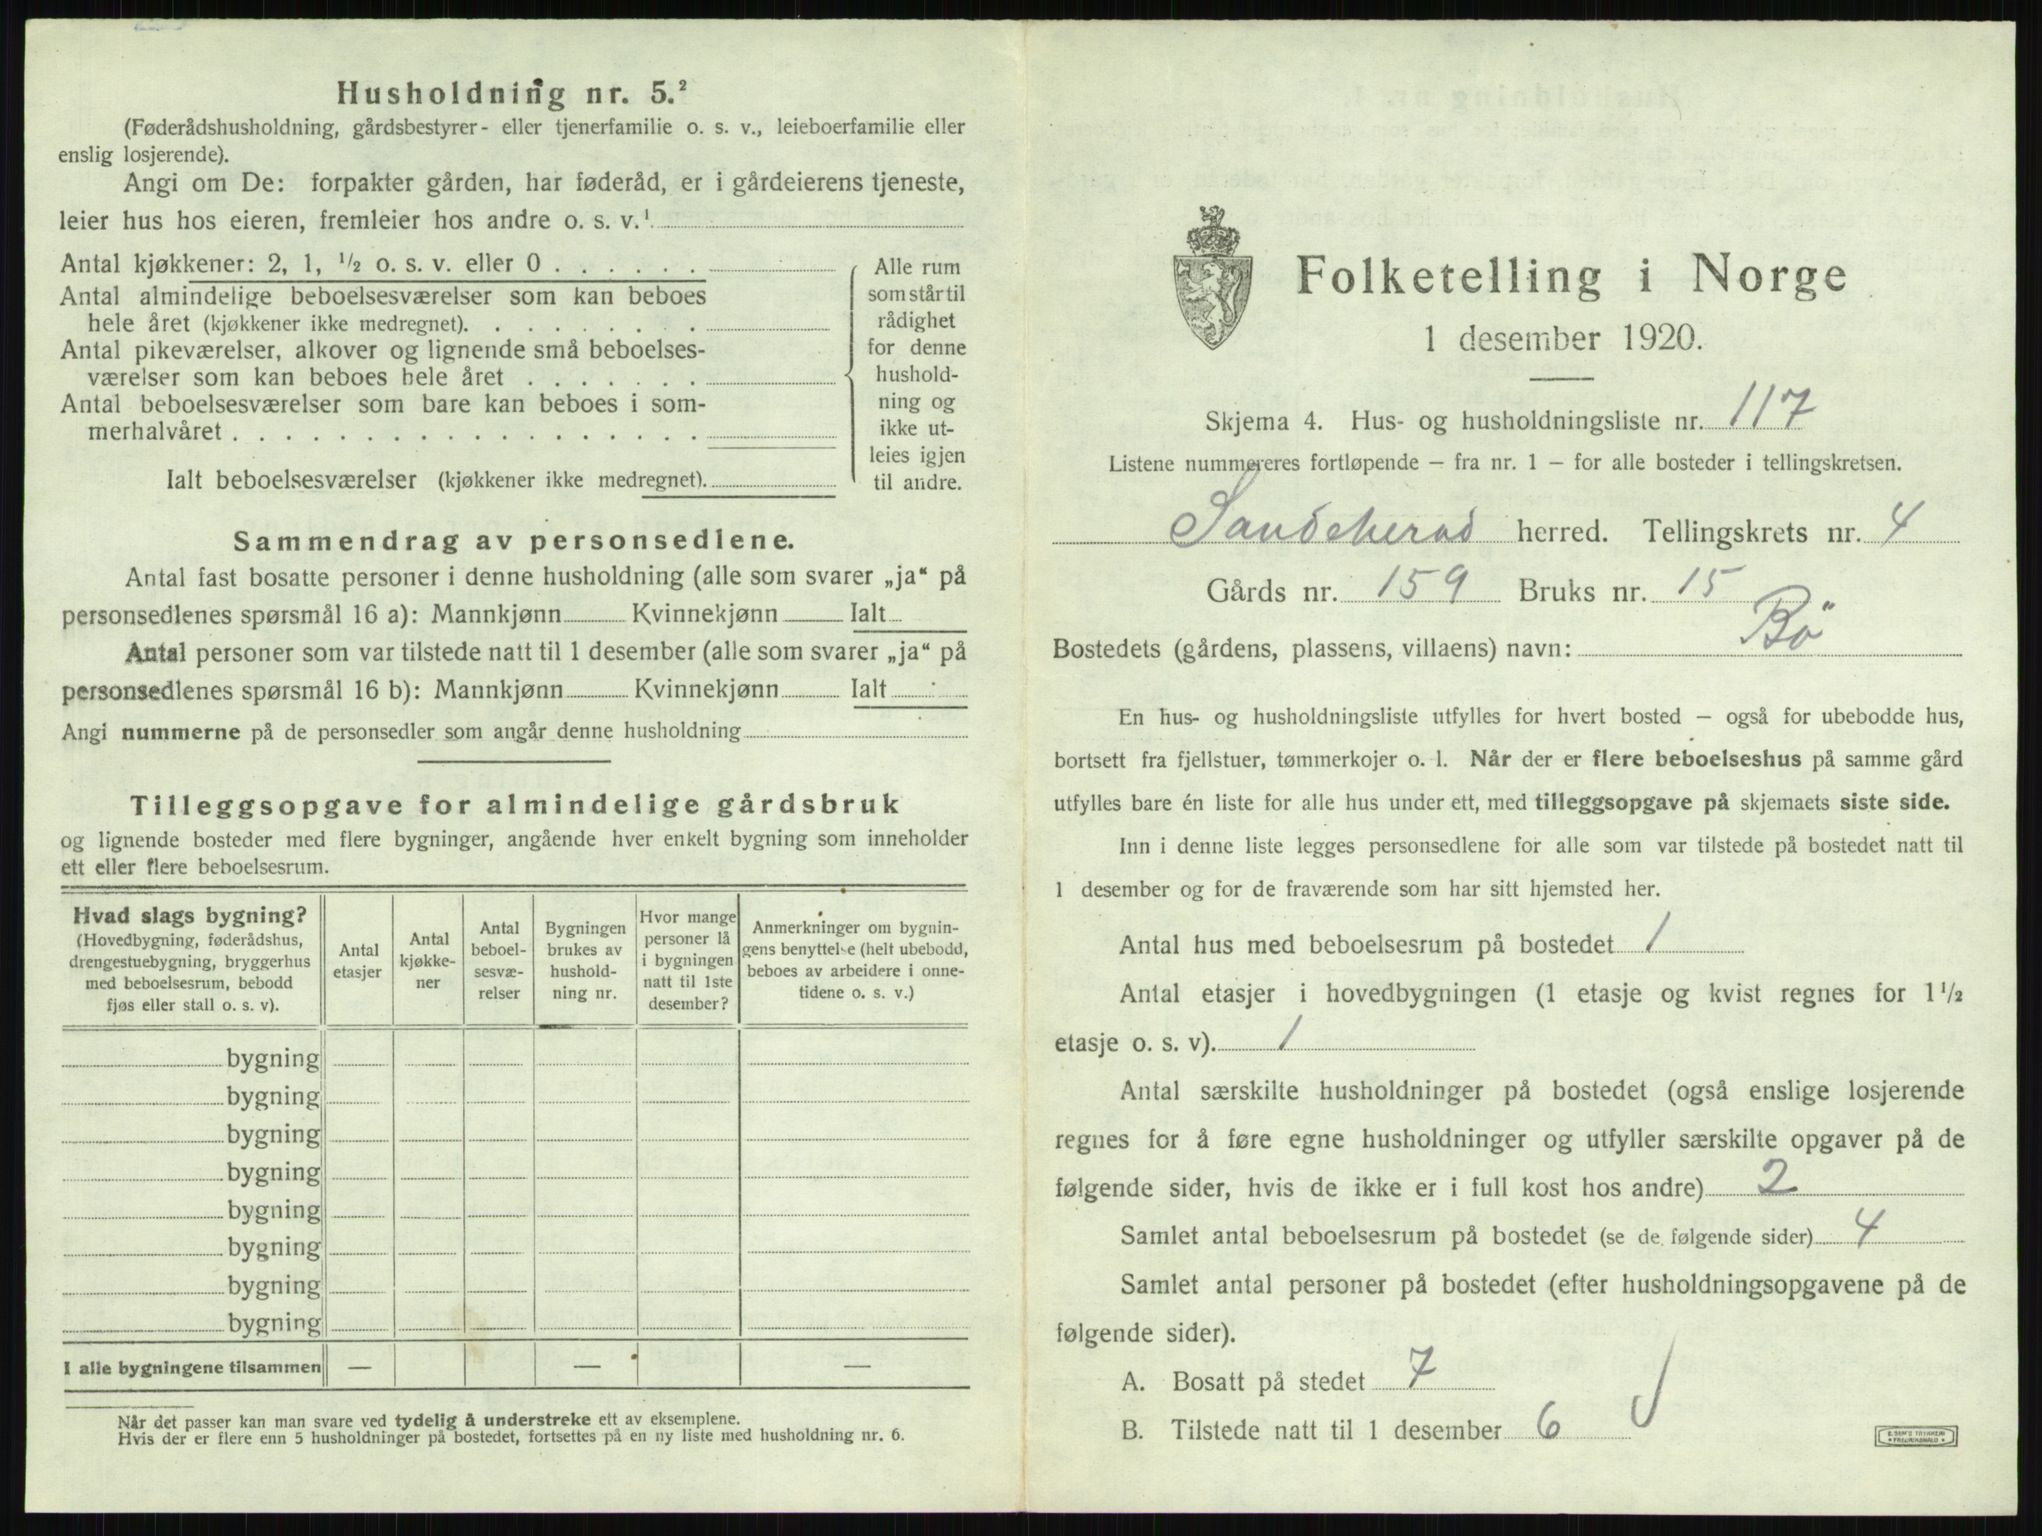 Husholdning nr. 5.²
(Føderådshusholdning, gårdsbestyrer- eller tjenerfamilie o. s. v., leieboerfamilie eller
enslig losjerende).
Angi om De: forpakter gården, har føderåd, er i gårdeierens tjeneste,
leier hus hos eieren, fremleier hos andre o. s. v.¹
Antal kjøkkener: 2, 1, ½ o. s. v. eller 0
Antal almindelige beboelsesværelser som kan beboes
hele året (kjøkkener ikke medregnet).
Antal pikeværelser, alkover og lignende små beboelses-
værelser som kan beboes hele året
Antal beboelsesværelser som bare kan beboes i som-
merhalvåret
Ialt beboelsesværelser (kjøkkener ikke medregnet).
Alle rum
som står til
rådighet
for denne
hushold-
ning og
ikke ut-
leies igjen
til andre.
Sammendrag av personsedlene.
Antal fast bosatte personer i denne husholdning (alle som svarer „ja“ på
personsedlenes spørsmål 16 a): Mannkjønn Kvinnekjønn Ialt
Antal personer som var tilstede natt til 1 desember (alle som svarer „ja“ på
personsedlenes spørsmål 16 b): Mannkjønn Kvinnekjønn Ialt
Angi nummerne på de personsedler som angår denne husholdning
Tilleggsopgave for almindelige gårdsbruk
og lignende bosteder med flere bygninger, angående hver enkelt bygning som inneholder
ett eller flere beboelsesrum.
Hvad slags bygning?
(Hovedbygning, føderådshus,
drengestuebygning, bryggerhus
med beboelsesrum, bebodd
fjøs eller stall o. s. v).
Antal
etasjer
Antal
kjøkke-
ner
Antal
beboel-
sesvæ-
relser
Bygningen
brukes av
hushold-
ning nr.
Hvor mange
personer lå
i bygningen
natt til 1ste
desember?
Anmerkninger om bygnin-
gens benyttelse (helt ubebodd,
beboes av arbeidere i onne-
tidene o. s. v.)
bygning
bygning
bygning
bygning
bygning
bygning
bygning
bygning
I alle bygningene tilsammen — — —
Når det passer kan man svare ved tydelig å understreke ett av eksemplene.
Hvis der er flere enn 5 husholdninger på bostedet, fortsettes på en ny liste med husholdning nr. 6.
Folketelling i Norge
1 desember 1920.
Skjema 4. Hus- og husholdningsliste nr. 117
Listene nummereres fortløpende – fra nr. 1 – for alle bosteder i tellingskretsen.
Sandeherad herred. Tellingskrets nr. 4
Gårds nr. 159 Bruks nr. 15
Bostedets (gårdens, plassens, villaens) navn: Bö
En hus- og husholdningsliste utfylles for hvert bosted – også for ubebodde hus,
bortsett fra fjellstuer, tømmerkojer o. l. Når der er flere beboelseshus på samme gård
utfylles bare én liste for alle hus under ett, med tilleggsopgave på skjemaets siste side.
Inn i denne liste legges personsedlene for alle som var tilstede på bostedet natt til
1 desember og for de fraværende som har sitt hjemsted her.
Antal hus med beboelsesrum på bostedet 1
Antal etasjer i hovedbygningen (1 etasje og kvist regnes for 1½
etasje o. s. v). 1
Antal særskilte husholdninger på bostedet (også enslige losjerende
regnes for å føre egne husholdninger og utfyller særskilte opgaver på de
følgende sider, hvis de ikke er i full kost hos andre) 2
Samlet antal beboelsesrum på bostedet (se de følgende sider) 4
Samlet antal personer på bostedet (efter husholdningsopgavene på de
følgende sider).
A. Bosatt på stedet 7
B. Tilstede natt til 1 desember 6